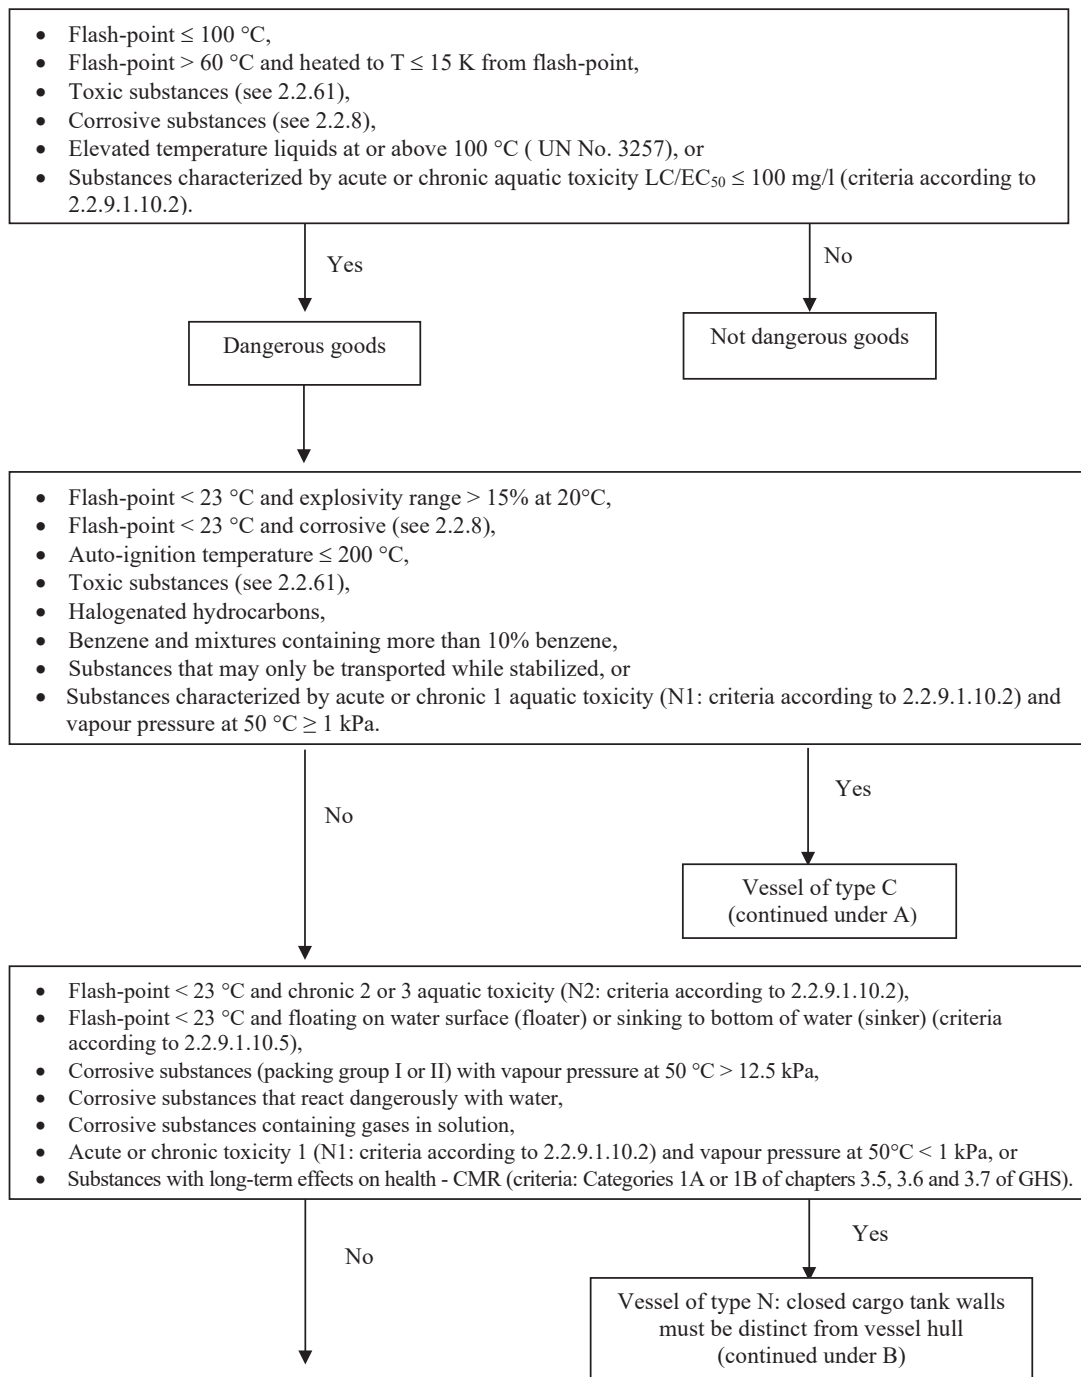 • Flash-point ≤ 100 °C,
• Flash-point > 60 °C and heated to T ≤ 15 K from flash-point,
• Toxic substances (see 2.2.61),
• Corrosive substances (see 2.2.8),
• Elevated temperature liquids at or above 100 °C ( UN No. 3257), or
• Substances characterized by acute or chronic aquatic toxicity LC/EC₅₀ ≤ 100 mg/l (criteria according to
2.2.9.1.10.2).
Yes
No
Dangerous goods
Not dangerous goods
• Flash-point < 23 °C and explosivity range > 15% at 20°C,
• Flash-point < 23 °C and corrosive (see 2.2.8),
• Auto-ignition temperature ≤ 200 °C,
• Toxic substances (see 2.2.61),
• Halogenated hydrocarbons,
• Benzene and mixtures containing more than 10% benzene,
• Substances that may only be transported while stabilized, or
• Substances characterized by acute or chronic 1 aquatic toxicity (N1: criteria according to 2.2.9.1.10.2) and
vapour pressure at 50 °C ≥ 1 kPa.
No
Yes
Vessel of type C
(continued under A)
• Flash-point < 23 °C and chronic 2 or 3 aquatic toxicity (N2: criteria according to 2.2.9.1.10.2),
• Flash-point < 23 °C and floating on water surface (floater) or sinking to bottom of water (sinker) (criteria
according to 2.2.9.1.10.5),
• Corrosive substances (packing group I or II) with vapour pressure at 50 °C > 12.5 kPa,
• Corrosive substances that react dangerously with water,
• Corrosive substances containing gases in solution,
• Acute or chronic toxicity 1 (N1: criteria according to 2.2.9.1.10.2) and vapour pressure at 50°C < 1 kPa, or
• Substances with long-term effects on health - CMR (criteria: Categories 1A or 1B of chapters 3.5, 3.6 and 3.7 of GHS).
No
Yes
Vessel of type N: closed cargo tank walls
must be distinct from vessel hull
(continued under B)